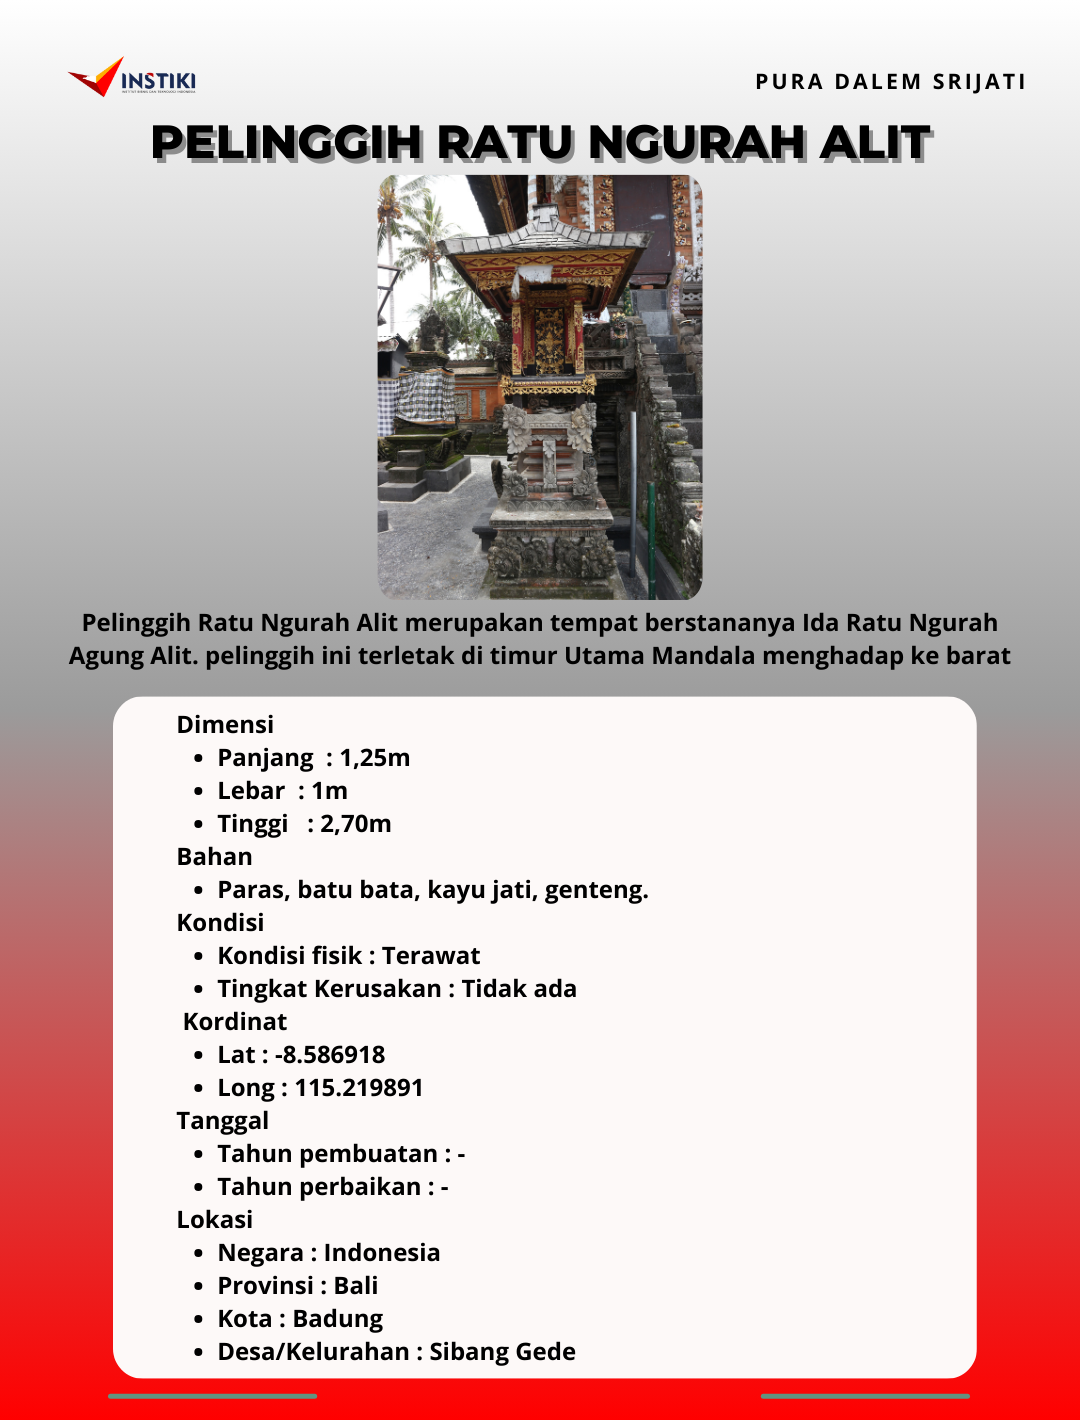 INSTIKI
PURA DALEM SRIJATI
PELINGGIH RATU NGURAH ALIT
Pelinggih Ratu Ngurah Alit merupakan tempat berstananya Ida Ratu Ngurah
Agung Alit. pelinggih ini terletak di timur Utama Mandala menghadap ke barat
Dimensi
• Panjang : 1,25m
• Lebar : 1m
• Tinggi : 2,70m
Bahan
• Paras, batu bata, kayu jati, genteng.
Kondisi
• Kondisi fisik : Terawat
• Tingkat Kerusakan : Tidak ada
Kordinat
• Lat : -8.586918
• Long : 115.219891
Tanggal
• Tahun pembuatan : -
• Tahun perbaikan : -
Lokasi
• Negara : Indonesia
• Provinsi : Bali
• Kota : Badung
• Desa/Kelurahan : Sibang Gede